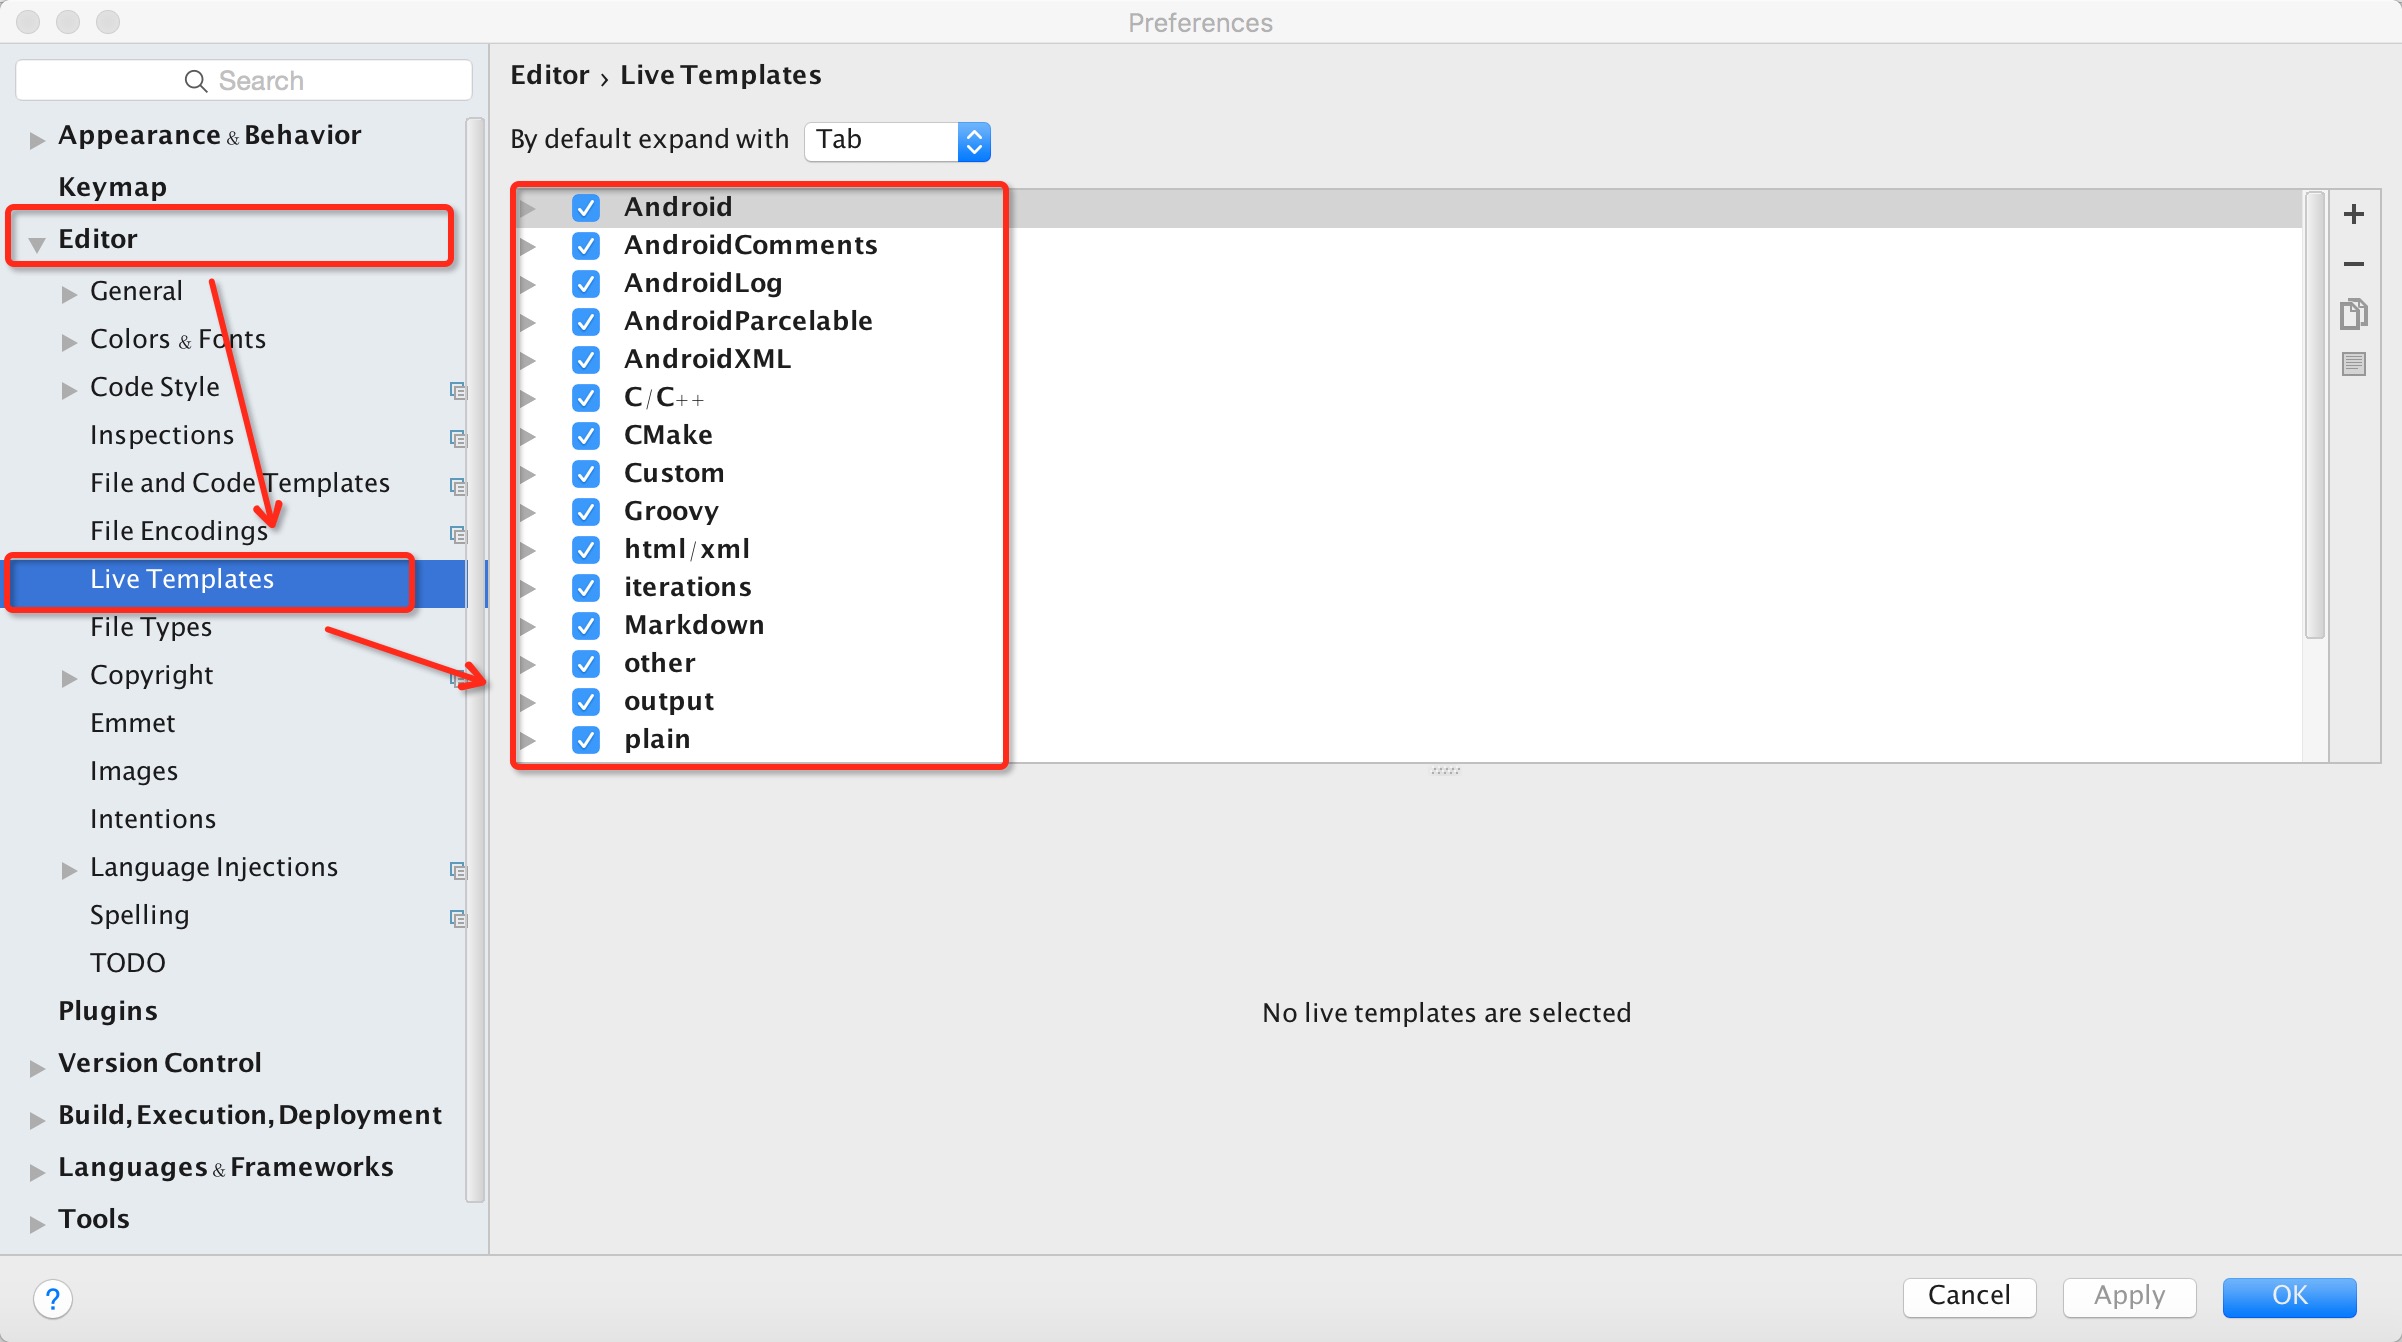 Preferences
Search
Appearance & Behavior
Keymap
Editor
General
Colors & Fonts
Code Style
Inspections
File and Code Templates
File Encodings
Live Templates
File Types
Copyright
Emmet
Images
Intentions
Language Injections
Spelling
TODO
Plugins
Version Control
Build, Execution, Deployment
Languages & Frameworks
Tools
Editor › Live Templates
By default expand with Tab
Android
AndroidComments
AndroidLog
AndroidParcelable
AndroidXML
C/C++
CMake
Custom
Groovy
html/xml
iterations
Markdown
other
output
plain
No live templates are selected
?
Cancel
Apply
OK